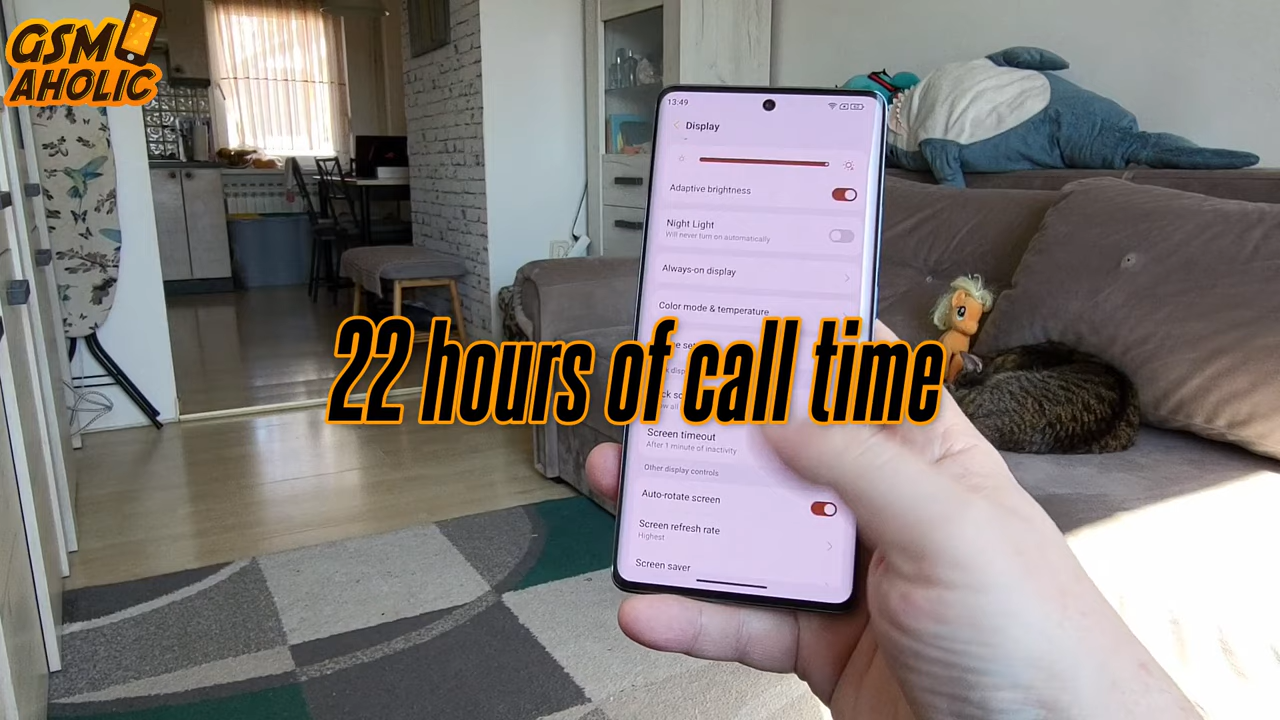 GSM
AHOLIC
13:49
Display
Adaptive brightness
Night Light
Will never turn on automatically
Always-on display
Color mode & temperature
22 hours of call time
Screen timeout
After 1 minute of inactivity
Other display controls
Auto-rotate screen
Screen refresh rate
Highest
Screen saver